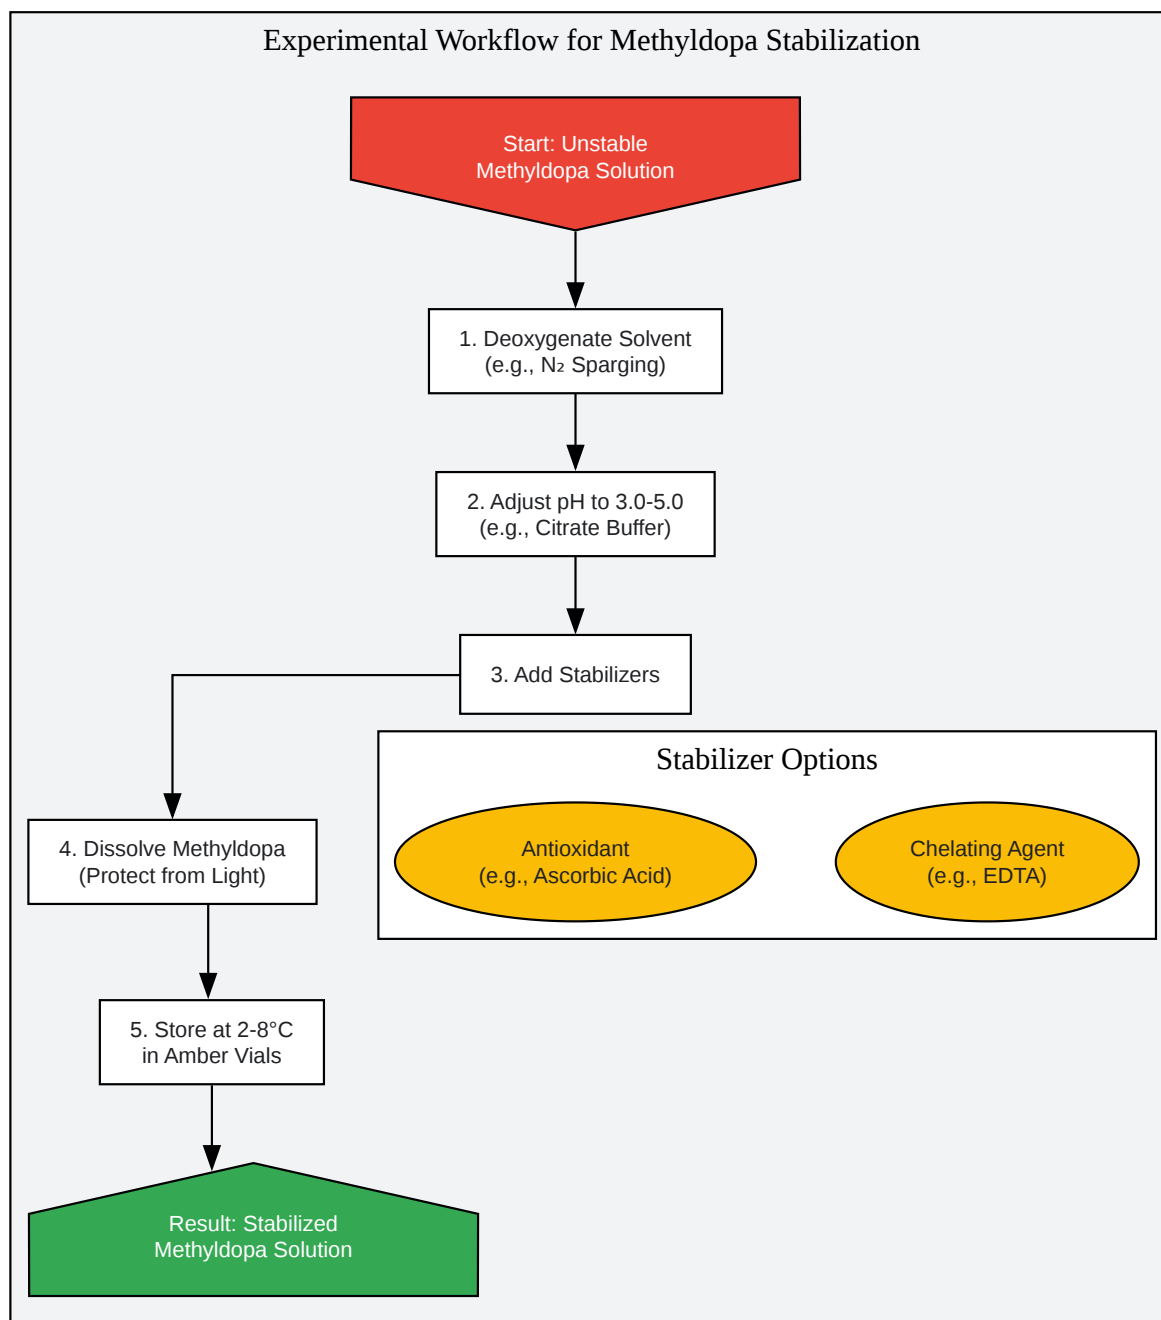 Experimental Workflow for Methyldopa Stabilization
Start: Unstable
Methyldopa Solution
1. Deoxygenate Solvent
(e.g., N₂ Sparging)
2. Adjust pH to 3.0-5.0
(e.g., Citrate Buffer)
3. Add Stabilizers
Stabilizer Options
Antioxidant
(e.g., Ascorbic Acid)
Chelating Agent
(e.g., EDTA)
4. Dissolve Methyldopa
(Protect from Light)
5. Store at 2-8°C
in Amber Vials
Result: Stabilized
Methyldopa Solution